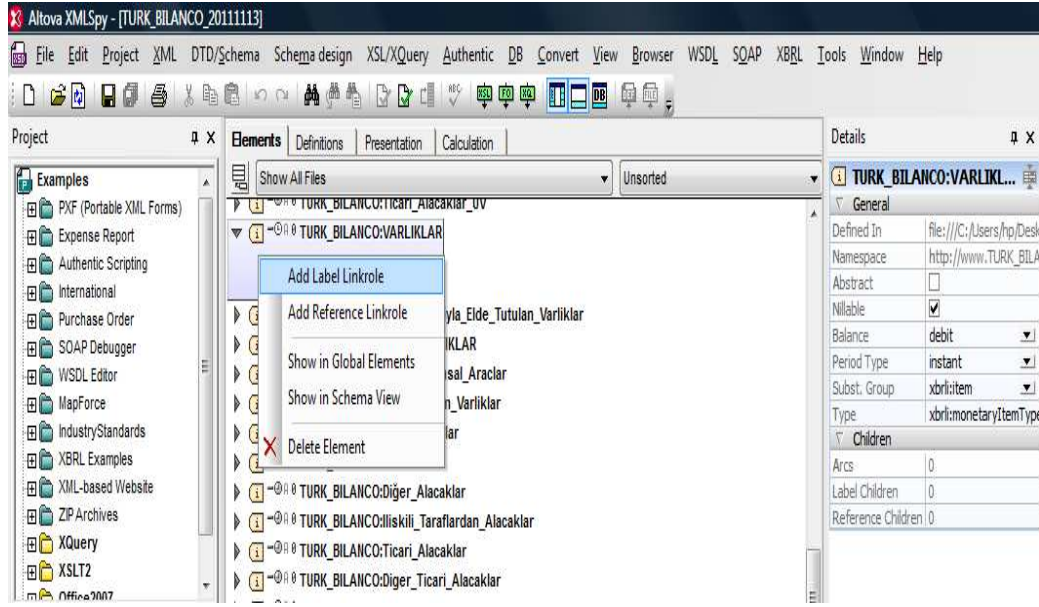 Altova XMLSpy - [TURK_BILANCO_20111113]
File Edit Project XML DTD/Schema Schema design XSL/XQuery Authentic DB Convert View Browser WSDL SOAP XBRL Tools Window Help
Project
Examples
PXF (Portable XML Forms)
Expense Report
Authentic Scripting
International
Purchase Order
SOAP Debugger
WSDL Editor
MapForce
IndustryStandards
XBRL Examples
XML-based Website
ZIP Archives
XQuery
XSLT2
Office2007
Elements Definitions Presentation Calculation
Show All Files Unsorted
TURK_BILANCO:Ticari_Alacaklar_UV
TURK_BILANCO:VARLIKLAR
Add Label Linkrole
Add Reference Linkrole
Show in Global Elements
Show in Schema View
Delete Element
yla_Elde_Tutulan_Varliklar
IKLAR
sal_Araclar
n_Varliklar
lar
TURK_BILANCO:Diğer_Alacaklar
TURK_BILANCO:Iliskili_Taraflardan_Alacaklar
TURK_BILANCO:Ticari_Alacaklar
TURK_BILANCO:Diger_Ticari_Alacaklar
Details
TURK_BILANCO:VARLIKL...
General
Defined In file:///C:/Users/hp/Desk
Namespace http://www.TURK_BILA
Abstract
Nillable
Balance debit
Period Type instant
Subst. Group xbrli:item
Type xbrli:monetaryItemType
Children
Arcs 0
Label Children 0
Reference Children 0